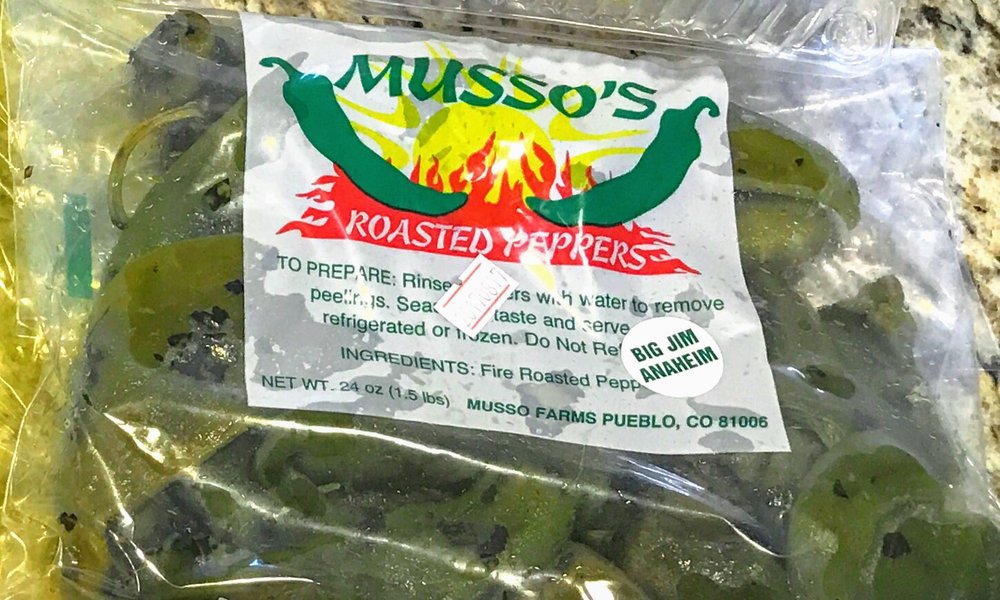 MUSSO'S
ROASTED PEPPERS
TO PREPARE: Rinse with water to remove
peelings. taste and serve
refrigerated or frozen. Do Not
BIG JIM
ANAHEIM
INGREDIENTS: Fire Roasted
NET WT. 24 oz (1.5 lbs) MUSSO FARMS PUEBLO, CO 81006